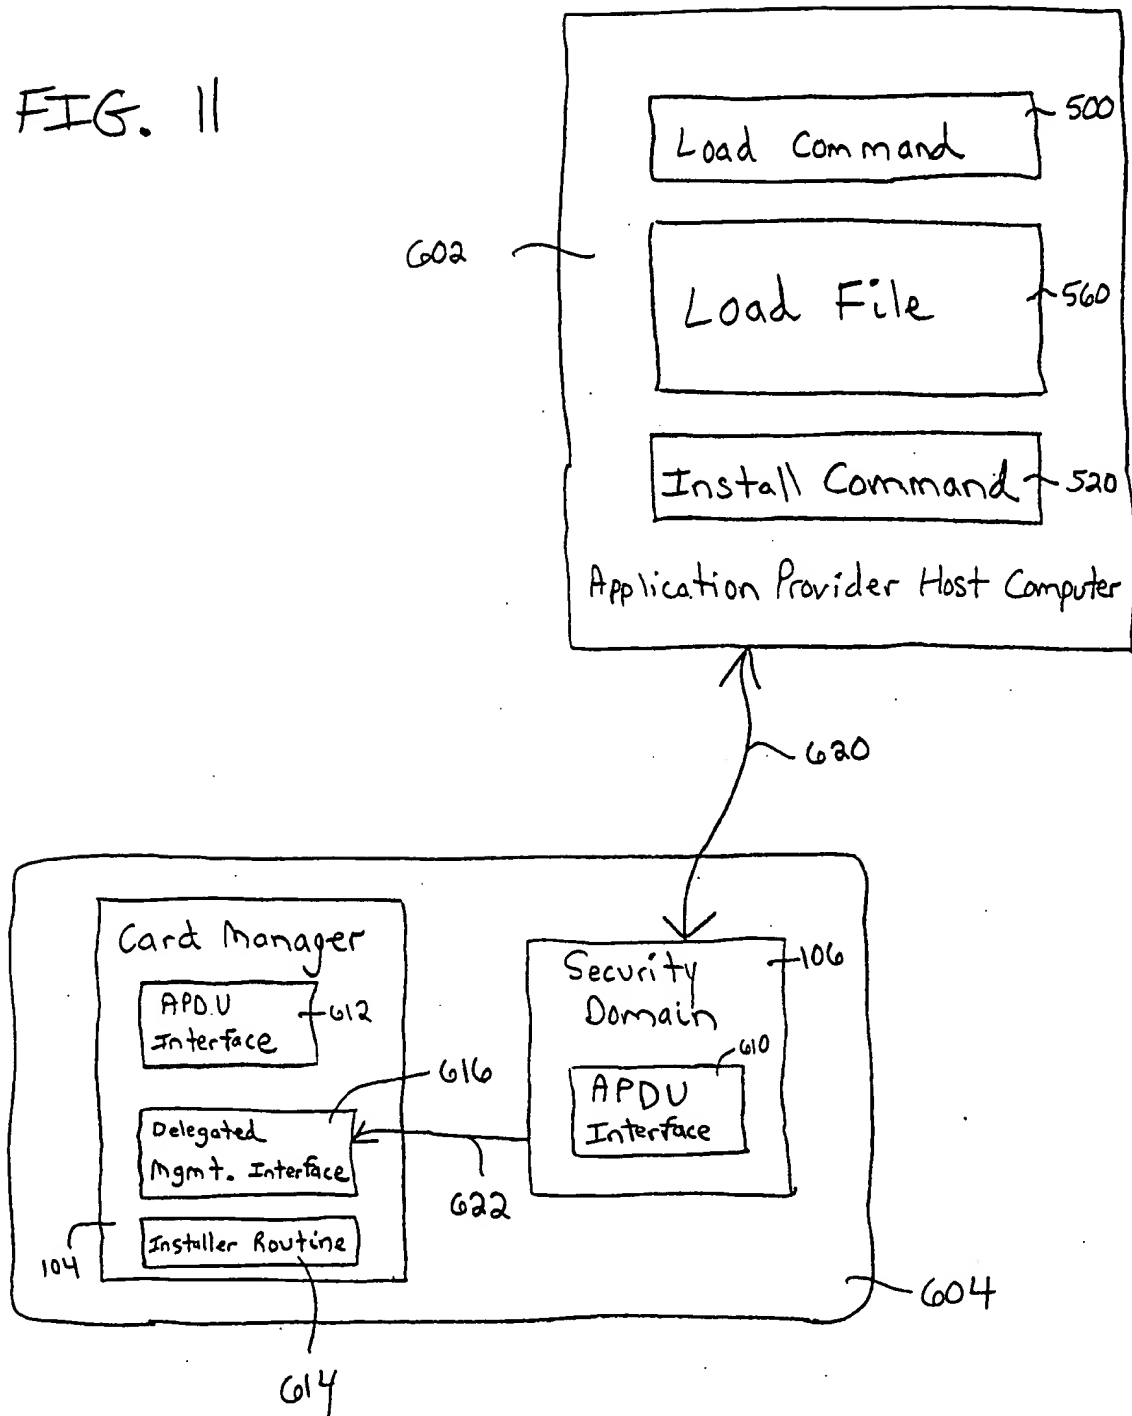 FIG. 11
Load Command
500
602
Load File
560
Install Command
520
Application Provider Host Computer
620
Card Manager
APD.U
Interface
612
616
Delegated
Mgmt. Interface
622
104
Installer Routine
614
Security
Domain
106
610
APDU
Interface
604